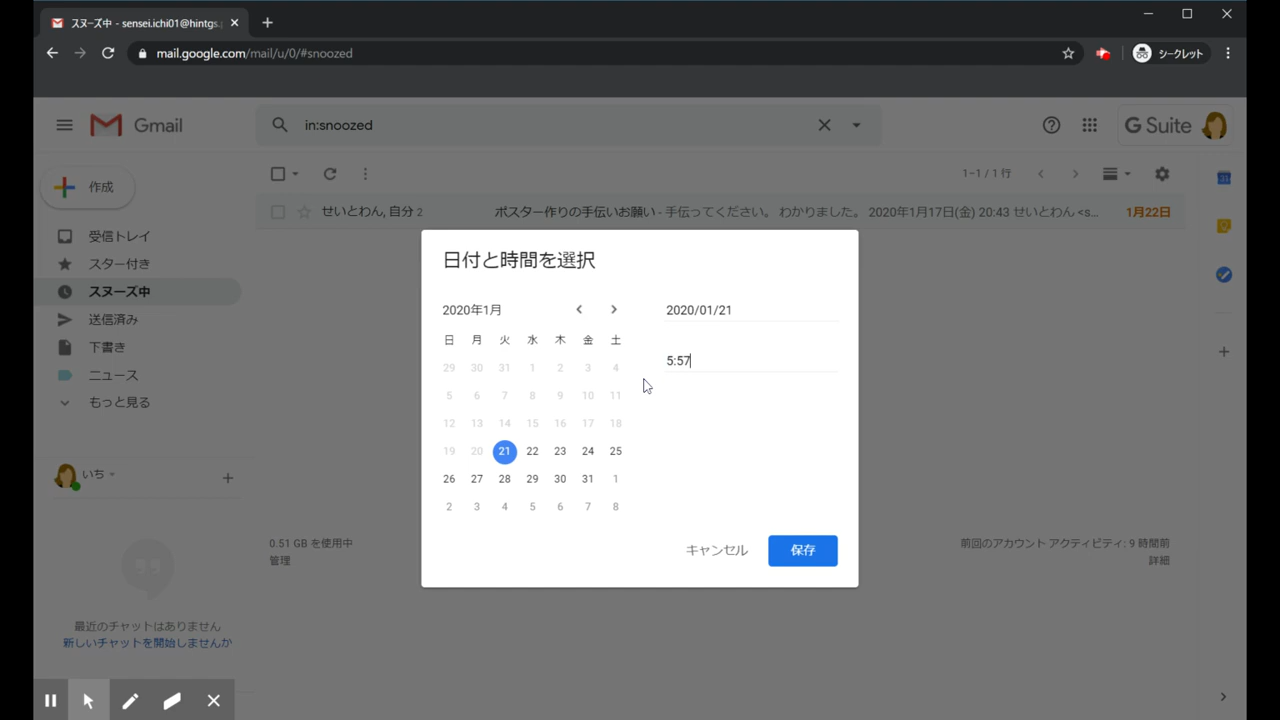 スヌーズ中 - sensei.ichi01@hintgs.
mail.google.com/mail/u/0/#snoozed
シークレット
Gmail
in:snoozed
G Suite
作成
1-1 / 1 行
31
せいとわん, 自分 2 ポスター作りの手伝いお願い - 手伝ってください。 わかりました。 2020年1月17日(金) 20:43 せいとわん <s... 1月22日
受信トレイ
スター付き
スヌーズ中
送信済み
下書き
ニュース
もっと見る
いち
日付と時間を選択
2020年1月
2020/01/21
5:57
日 月 火 水 木 金 土
29 30 31 1 2 3 4
5 6 7 8 9 10 11
12 13 14 15 16 17 18
19 20 21 22 23 24 25
26 27 28 29 30 31 1
2 3 4 5 6 7 8
キャンセル
保存
0.51 GB を使用中
管理
前回のアカウント アクティビティ: 9 時間前
詳細
最近のチャットはありません
新しいチャットを開始しませんか